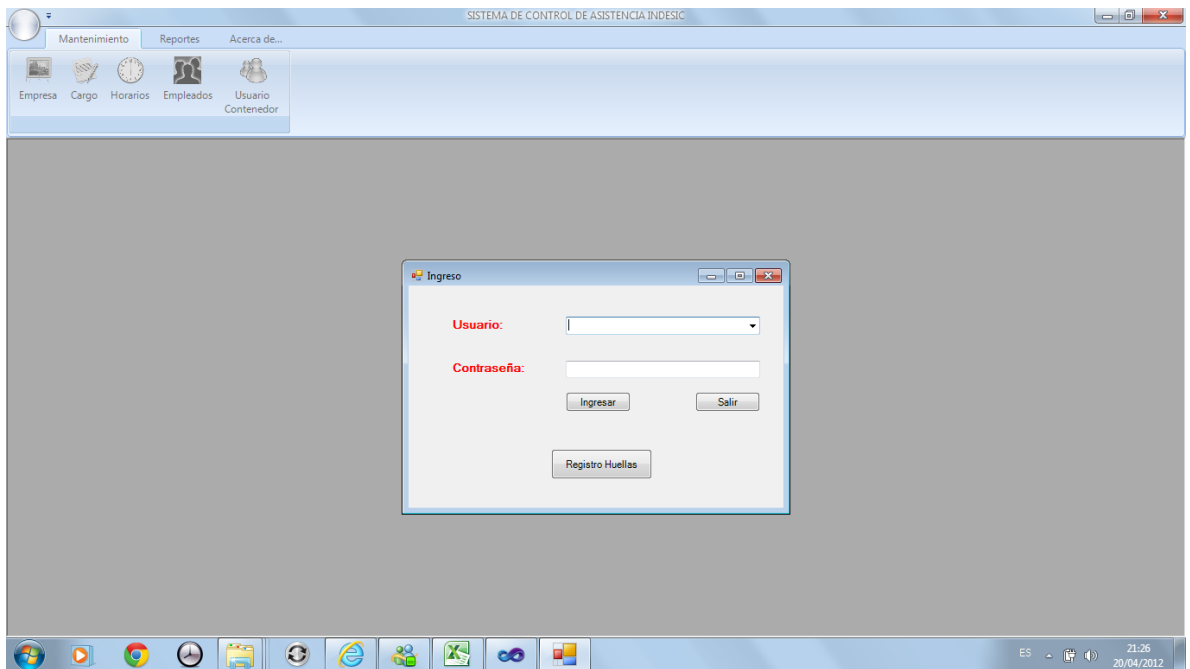 SISTEMA DE CONTROL DE ASISTENCIA INDESIC
Mantenimiento Reportes Acerca de...
Empresa Cargo Horarios Empleados Usuario
Contenedor
Ingreso
Usuario:
Contraseña:
Ingresar Salir
Registro Huellas
ES 21:26
20/04/2012